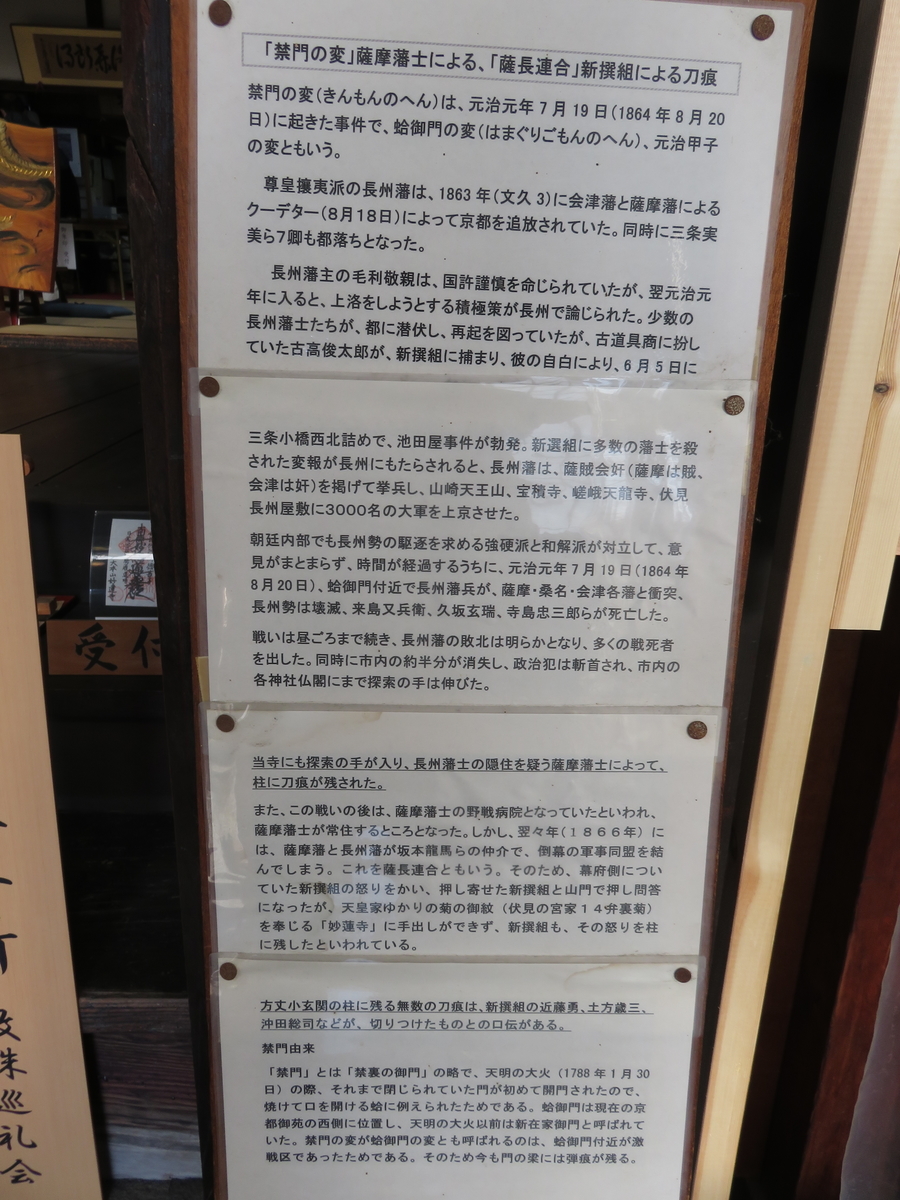 「禁門の変」薩摩藩士による、「薩長連合」新撰組による刀痕
禁門の変(きんもんのへん)は、元治元年7月19日(1864年8月20
日)に起きた事件で、蛤御門の変(はまぐりごもんのへん)、元治甲子
の変ともいう。
尊皇攘夷派の長州藩は、1863年(文久3)に会津藩と薩摩藩による
クーデター(8月18日)によって京都を追放されていた。同時に三条実
美ら7卿も都落ちとなった。
長州藩主の毛利敬親は、国許謹慎を命じられていたが、翌元治元
年に入ると、上洛をしようとする積極策が長州で論じられた。少数の
長州藩士たちが、都に潜伏し、再起を図っていたが、古道具商に扮し
ていた古高俊太郎が、新撰組に捕まり、彼の自白により、6月5日に
三条小橋西北詰めで、池田屋事件が勃発。新選組に多数の藩士を殺
された変報が長州にもたらされると、長州藩は、薩賊会奸(薩摩は賊、
会津は奸)を掲げて挙兵し、山崎天王山、宝積寺、嵯峨天龍寺、伏見
長州屋敷に3000名の大軍を上京させた。
朝廷内部でも長州勢の駆逐を求める強硬派と和解派が対立して、意
見がまとまらず、時間が経過するうちに、元治元年7月19日(1864年
8月20日)、蛤御門付近で長州藩兵が、薩摩・桑名・会津各藩と衝突、
長州勢は壊滅、来島又兵衛、久坂玄瑞、寺島忠三郎らが死亡した。
戦いは昼ごろまで続き、長州藩の敗北は明らかとなり、多くの戦死者
を出した。同時に市内の約半分が消失し、政治犯は斬首され、市内の
各神社仏閣にまで探索の手は伸びた。
当寺にも探索の手が入り、長州藩士の隠住を疑う薩摩藩士によって、
柱に刀痕が残された。
また、この戦いの後は、薩摩藩士の野戦病院となっていたといわれ、
薩摩藩士が常住するところとなった。しかし、翌々年(1866年)に
は、薩摩藩と長州藩が坂本龍馬らの仲介で、倒幕の軍事同盟を結
んでしまう。これを薩長連合ともいう。そのため、幕府側につい
ていた新撰組の怒りをかい、押し寄せた新撰組と山門で押し問答
になったが、天皇家ゆかりの菊の御紋(伏見の宮家14弁裏菊)
を奉じる「妙蓮寺」に手出しができず、新撰組も、その怒りを柱
に残したといわれている。
方丈小玄関の柱に残る無数の刀痕は、新撰組の近藤勇、土方歳三、
沖田総司などが、切りつけたものとの口伝がある。
禁門由来
「禁門」とは「禁裏の御門」の略で、天明の大火(1788年1月30
日)の際、それまで閉じられていた門が初めて開門されたので、
焼けて口を開ける蛤に例えられたためである。蛤御門は現在の京
都御苑の西側に位置し、天明の大火以前は新在家御門と呼ばれて
いた。禁門の変が蛤御門の変とも呼ばれるのは、蛤御門付近が激
戦区であったためである。そのため今も門の梁には弾痕が残る。
受付
朱巡礼会